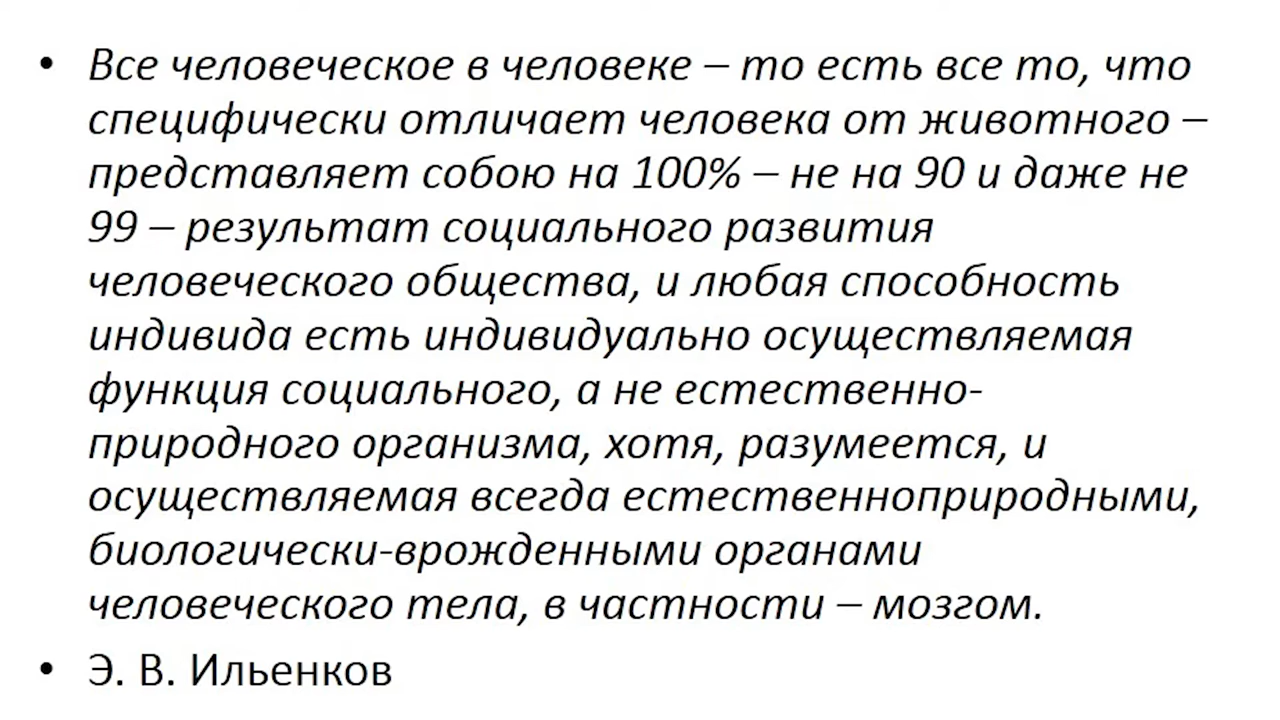 • Все человеческое в человеке – то есть все то, что
специфически отличает человека от животного –
представляет собою на 100% – не на 90 и даже не
99 – результат социального развития
человеческого общества, и любая способность
индивида есть индивидуально осуществляемая
функция социального, а не естественно-
природного организма, хотя, разумеется, и
осуществляемая всегда естественноприродными,
биологически-врожденными органами
человеческого тела, в частности – мозгом.
• Э. В. Ильенков